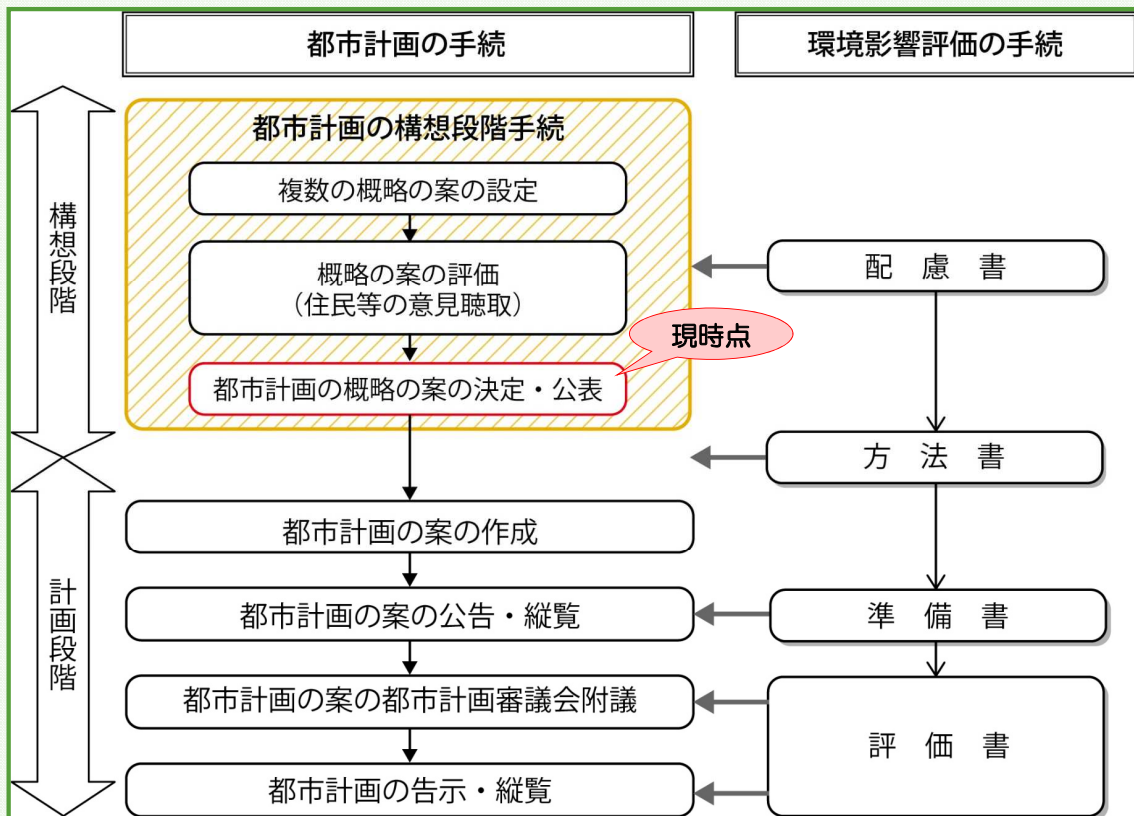 都市計画の手続
環境影響評価の手続
構想段階
都市計画の構想段階手続
複数の概略の案の設定
概略の案の評価
（住民等の意見聴取）
配慮書
現時点
都市計画の概略の案の決定・公表
方法書
計画段階
都市計画の案の作成
都市計画の案の公告・縦覧
準備書
都市計画の案の都市計画審議会附議
評価書
都市計画の告示・縦覧